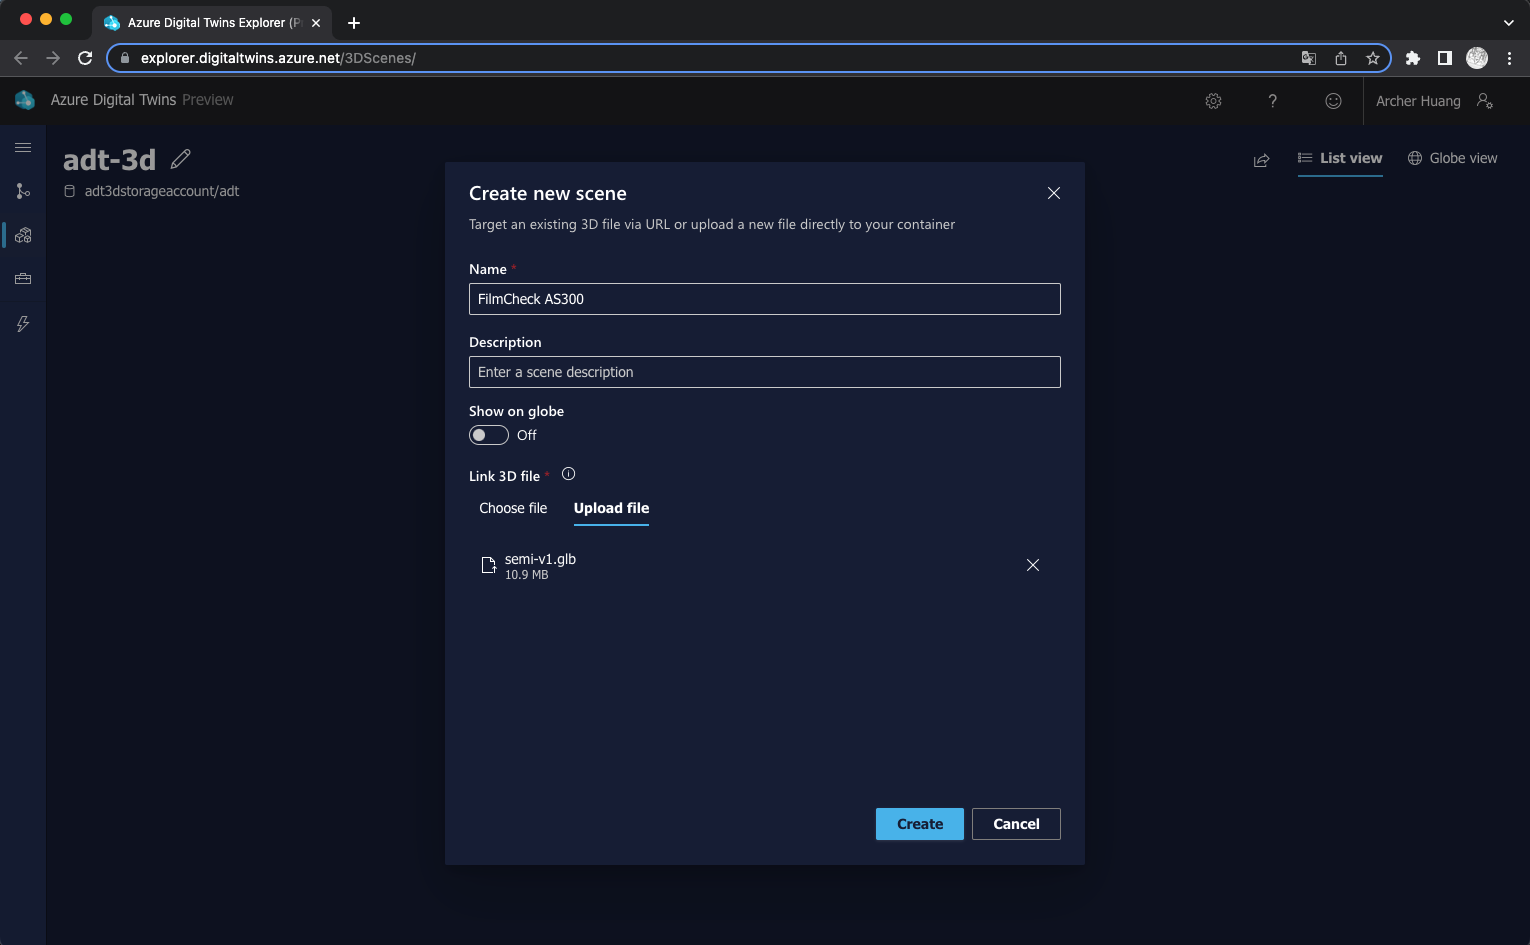 Azure Digital Twins Explorer (P
explorer.digitaltwins.azure.net/3DScenes/
Azure Digital Twins Preview
?
Archer Huang
adt-3d
adt3dstorageaccount/adt
List view
Globe view
Create new scene
Target an existing 3D file via URL or upload a new file directly to your container
Name *
FilmCheck AS300
Description
Enter a scene description
Show on globe
Off
Link 3D file *
Choose file
Upload file
semi-v1.glb
10.9 MB
Create
Cancel